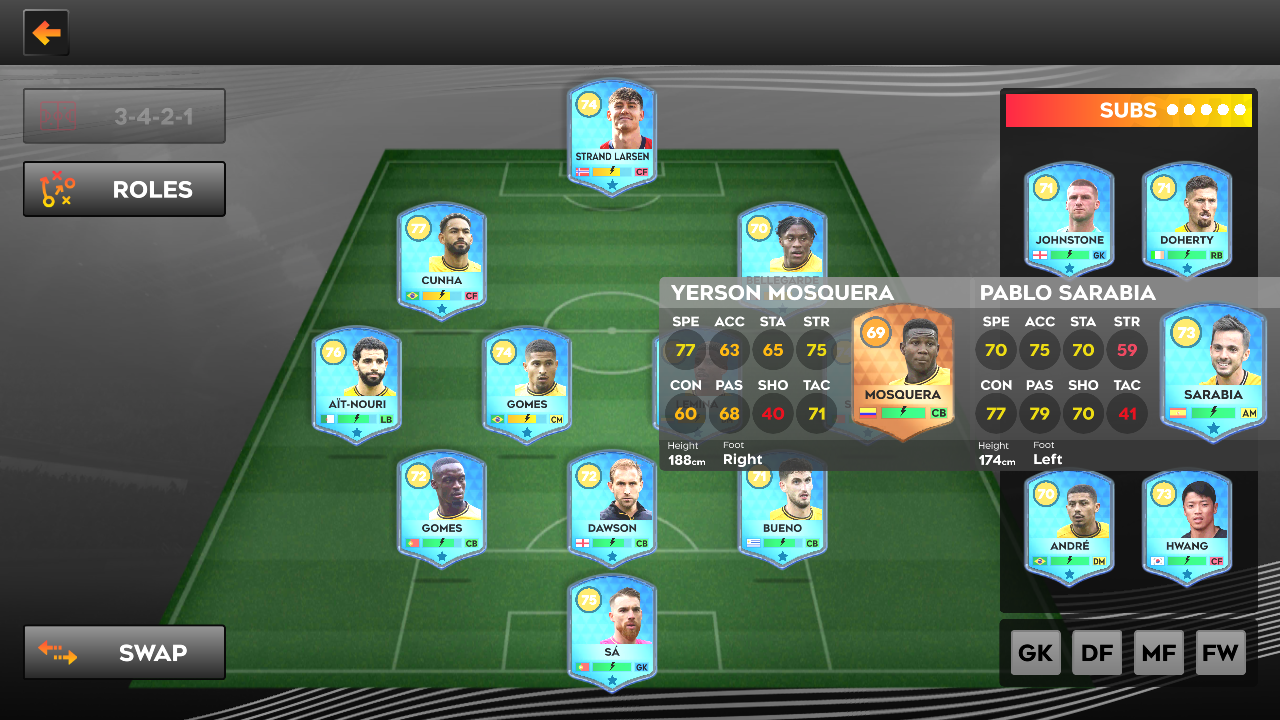 3-4-2-1
ROLES
74
STRAND LARSEN
CF
77
CUNHA
CF
70
BELLEGARDE
76
AÏT-NOURI
LB
74
GOMES
CM
LEMINA
72
GOMES
CB
72
DAWSON
CB
71
BUENO
CB
75
SÁ
GK
SWAP
YERSON MOSQUERA
SPE ACC STA STR
77 63 65 75
CON PAS SHO TAC
60 68 40 71
Height Foot
188cm Right
69
MOSQUERA
CB
PABLO SARABIA
SPE ACC STA STR
70 75 70 59
CON PAS SHO TAC
77 79 70 41
Height Foot
174cm Left
73
SARABIA
AM
SUBS
71
JOHNSTONE
GK
71
DOHERTY
RB
70
ANDRÉ
DM
73
HWANG
CF
GK DF MF FW